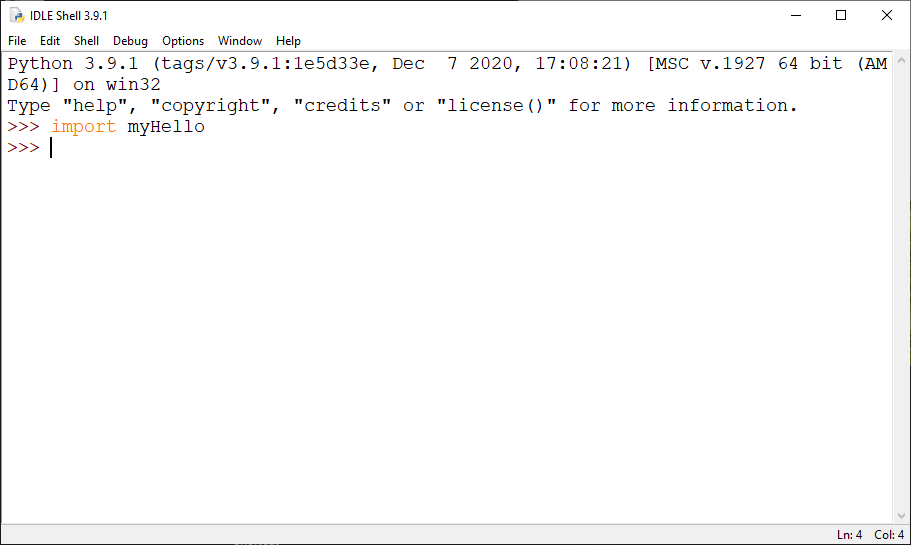 IDLE Shell 3.9.1
File Edit Shell Debug Options Window Help
Python 3.9.1 (tags/v3.9.1:1e5d33e, Dec  7 2020, 17:08:21) [MSC v.1927 64 bit (AM
D64)] on win32
Type "help", "copyright", "credits" or "license()" for more information.
>>> import myHello
>>>
Ln: 4 Col: 4